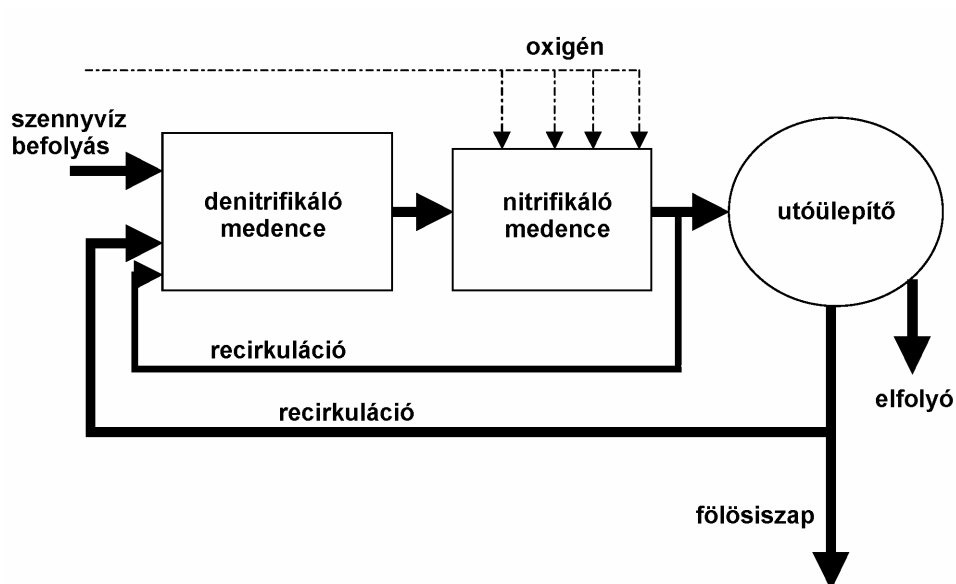 oxigén
szennyvíz
befolyás
denitrifikáló
medence
nitrifikáló
medence
utóülepítő
recirkuláció
elfolyó
recirkuláció
fölösiszap